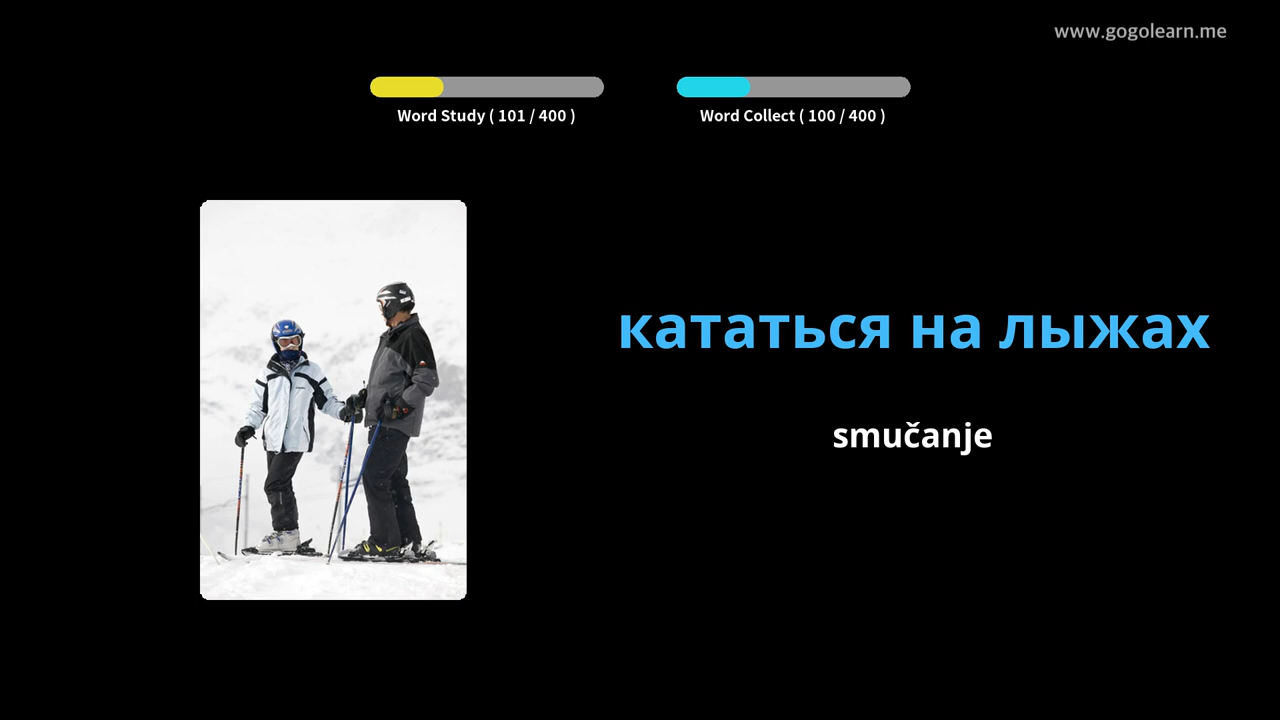 www.gogolearn.me
Word Study ( 101 / 400 )
Word Collect ( 100 / 400 )
кататься на лыжах
smučanje